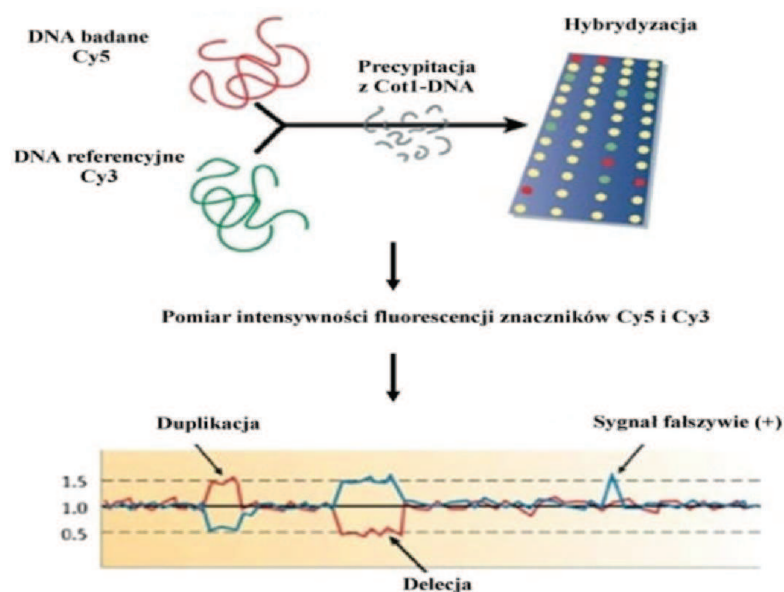 DNA badane
Cy5
Precypitacja
z Cot1-DNA
Hybrydyzacja
DNA referencyjne
Cy3
Pomiar intensywności fluorescencji znaczników Cy5 i Cy3
Duplikacja
Sygnał fałszywie (+)
1.5
1.0
0.5
Delecja